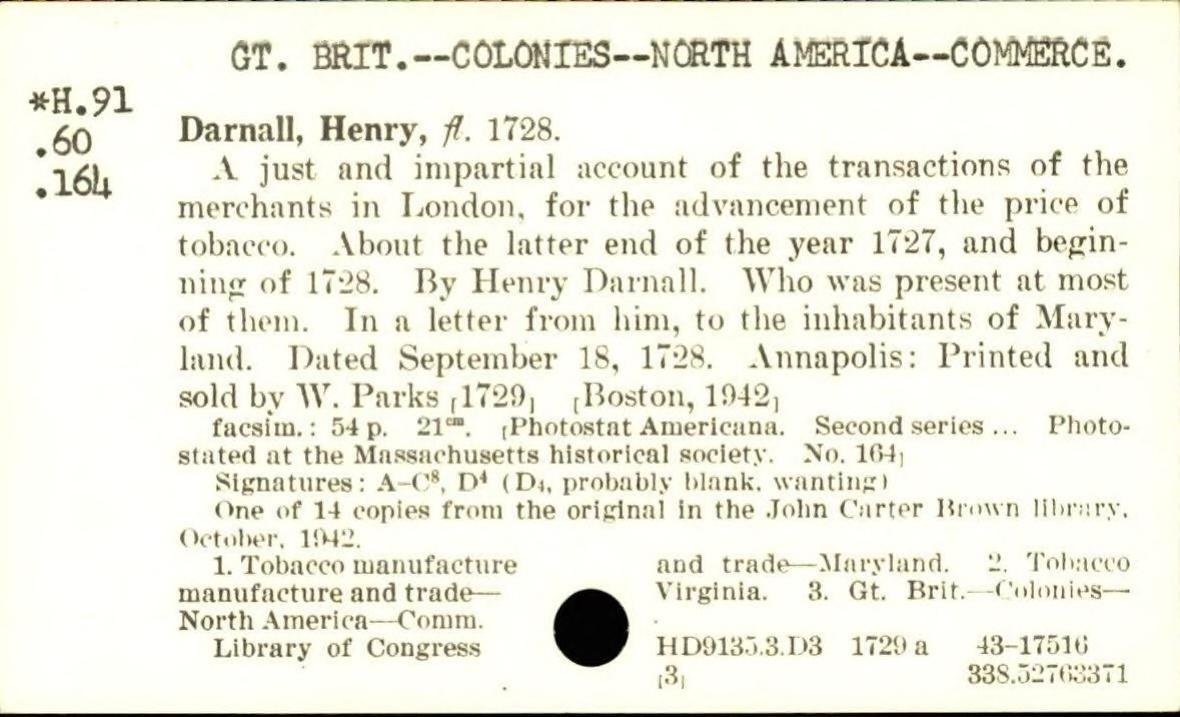 GT. BRIT.--COLONIES--NORTH AMERICA--COMMERCE.
*H.91
.60
.164
Darnall, Henry, fl. 1728.
A just and impartial account of the transactions of the
merchants in London, for the advancement of the price of
tobacco. About the latter end of the year 1727, and begin-
ning of 1728. By Henry Darnall. Who was present at most
of them. In a letter from him, to the inhabitants of Mary-
land. Dated September 18, 1728. Annapolis: Printed and
sold by W. Parks [1729] [Boston, 1942]
facsim.: 54 p. 21ᶜᵐ. [Photostat Americana. Second series ... Photo-
stated at the Massachusetts historical society. No. 164]
Signatures: A–C⁸, D⁴ (D₄, probably blank, wanting)
One of 14 copies from the original in the John Carter Brown library,
October, 1942.
1. Tobacco manufacture and trade—Maryland. 2. Tobacco
manufacture and trade— Virginia. 3. Gt. Brit.—Colonies—
North America—Comm.
Library of Congress HD9135.3.D3 1729 a 43–17516
[3] 338.52763371